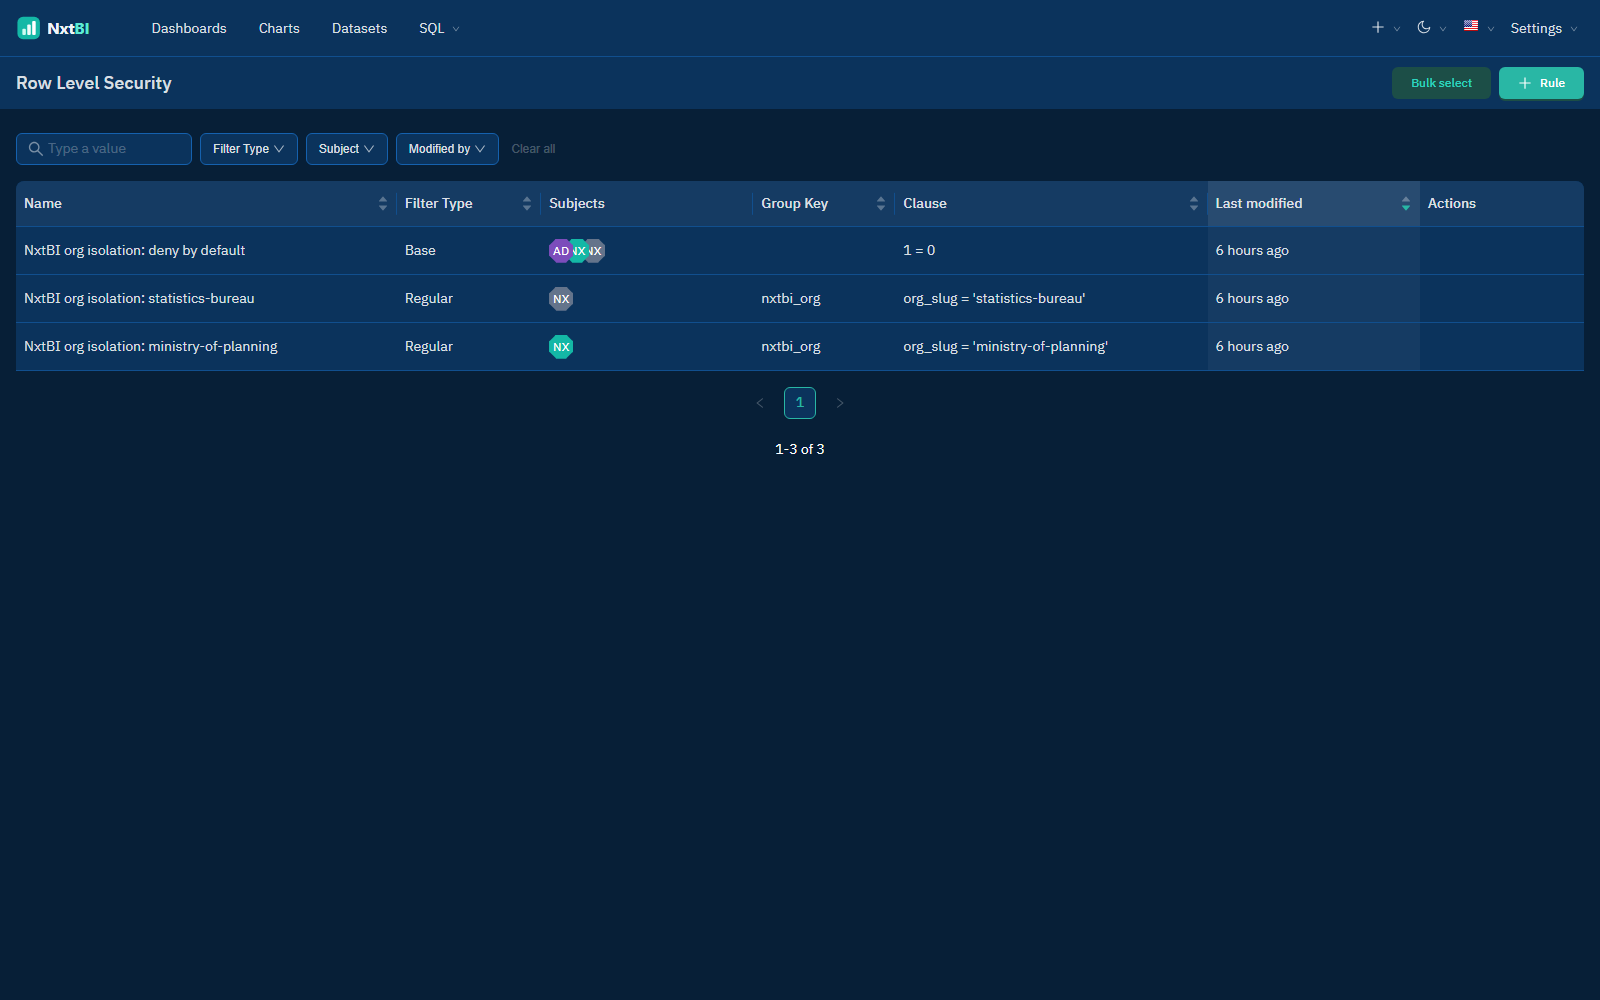 NxtBI Dashboards Charts Datasets SQL Settings
Row Level Security Bulk select Rule
Type a value Filter Type Subject Modified by Clear all
Name Filter Type Subjects Group Key Clause Last modified Actions
NxtBI org isolation: deny by default Base AD NX NX 1 = 0 6 hours ago
NxtBI org isolation: statistics-bureau Regular NX nxtbi_org org_slug = 'statistics-bureau' 6 hours ago
NxtBI org isolation: ministry-of-planning Regular NX nxtbi_org org_slug = 'ministry-of-planning' 6 hours ago
1
1-3 of 3